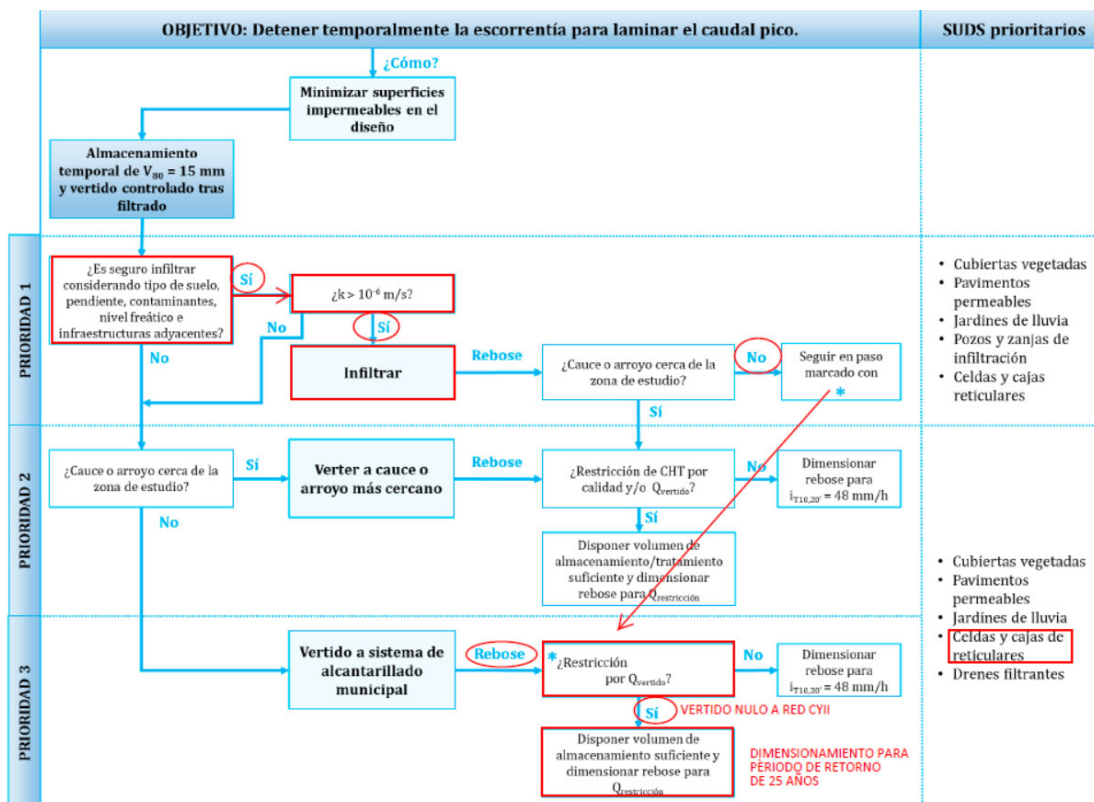 OBJETIVO: Detener temporalmente la escorrentía para laminar el caudal pico.
SUDS prioritarios
¿Cómo?
Minimizar superficies
impermeables en el
diseño
Almacenamiento
temporal de V80 = 15 mm
y vertido controlado tras
filtrado
PRIORIDAD 1
¿Es seguro infiltrar
considerando tipo de suelo,
pendiente, contaminantes,
nivel freático e
infraestructuras adyacentes?
Sí
¿k > 10-6 m/s?
No
Sí
No
Infiltrar
Rebose
¿Cauce o arroyo cerca de la
zona de estudio?
No
Seguir en paso
marcado con
*
Sí
• Cubiertas vegetadas
• Pavimentos
permeables
• Jardines de lluvia
• Pozos y zanjas de
infiltración
• Celdas y cajas
reticulares
PRIORIDAD 2
¿Cauce o arroyo cerca de la
zona de estudio?
Sí
No
Verter a cauce o
arroyo más cercano
Rebose
¿Restricción de CHT por
calidad y/o Qvertido?
No
Dimensionar
rebose para
iT10,20' = 48 mm/h
Sí
Disponer volumen de
almacenamiento/tratamiento
suficiente y dimensionar
rebose para Qrestricción
• Cubiertas vegetadas
• Pavimentos
permeables
• Jardines de lluvia
• Celdas y cajas de
reticulares
• Drenes filtrantes
PRIORIDAD 3
Vertido a sistema de
alcantarillado
municipal
Rebose
*
¿Restricción
por Qvertido?
No
Dimensionar
rebose para
iT10,20' = 48 mm/h
Sí
VERTIDO NULO A RED CYII
Disponer volumen de
almacenamiento suficiente y
dimensionar rebose para
Qrestricción
DIMENSIONAMIENTO PARA
PERIODO DE RETORNO
DE 25 AÑOS